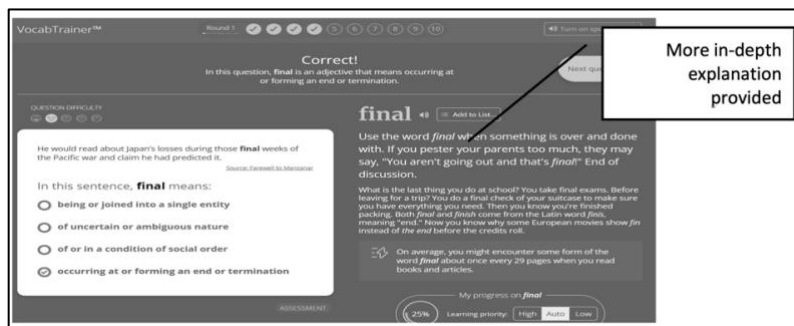 VocabTrainer™
Round 1
5 6 7 8 9 10
Turn on
Correct!
In this question, final is an adjective that means occurring at
or forming an end or termination.
Next
More in-depth
explanation
provided
QUESTION DIFFICULTY
He would read about Japan's losses during those final weeks of
the Pacific war and claim he had predicted it.
Source: Farewell to Manzanar
In this sentence, final means:
being or joined into a single entity
of uncertain or ambiguous nature
of or in a condition of social order
occurring at or forming an end or termination
ASSESSMENT
final
Add to List...
Use the word final when something is over and done
with. If you pester your parents too much, they may
say, "You aren't going out and that's final!" End of
discussion.
What is the last thing you do at school? You take final exams. Before
leaving for a trip? You do a final check of your suitcase to make sure
you have everything you need. Then you know you're finished
packing. Both final and finish come from the Latin word finis,
meaning "end." Now you know why some European movies show fin
instead of the end before the credits roll.
On average, you might encounter some form of the
word final about once every 29 pages when you read
books and articles.
My progress on final
25%
Learning priority: High Auto Low